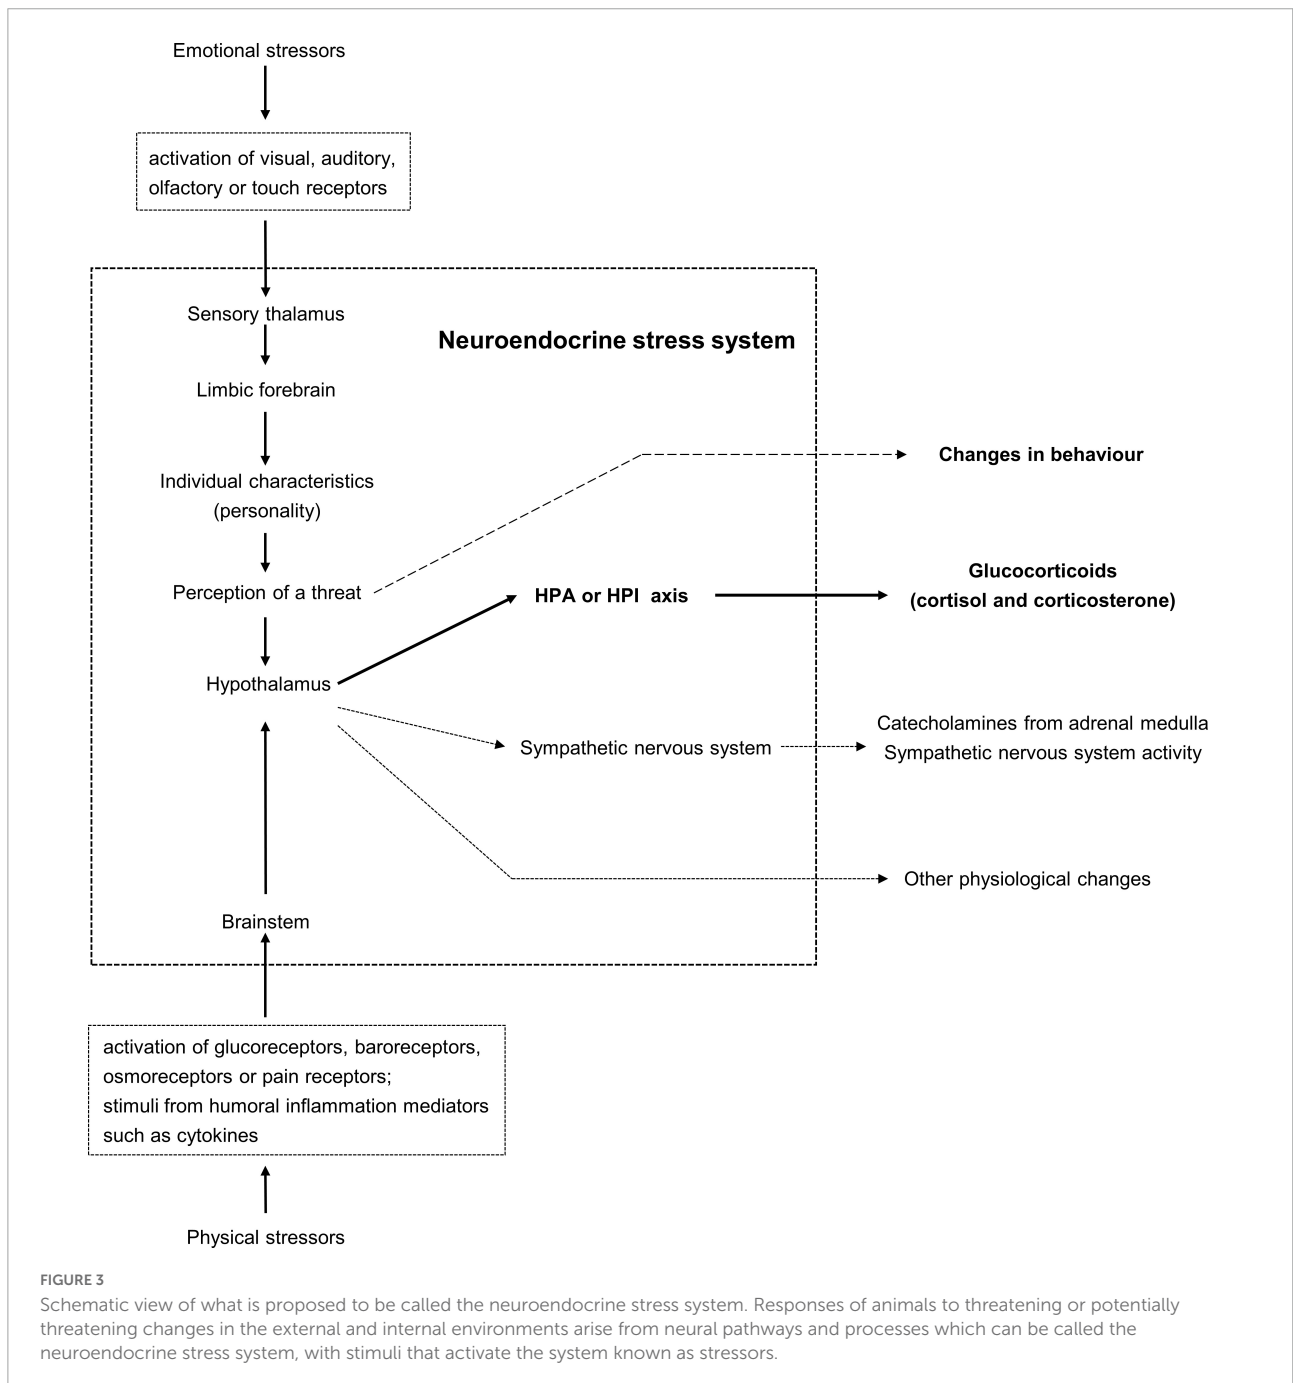 Emotional stressors
activation of visual, auditory,
olfactory or touch receptors
Sensory thalamus
Neuroendocrine stress system
Limbic forebrain
Changes in behaviour
Individual characteristics
(personality)
Perception of a threat
HPA or HPI axis
Glucocorticoids
(cortisol and corticosterone)
Hypothalamus
Sympathetic nervous system
Catecholamines from adrenal medulla
Sympathetic nervous system activity
Other physiological changes
Brainstem
activation of glucoreceptors, baroreceptors,
osmoreceptors or pain receptors;
stimuli from humoral inflammation mediators
such as cytokines
Physical stressors
FIGURE 3
Schematic view of what is proposed to be called the neuroendocrine stress system. Responses of animals to threatening or potentially
threatening changes in the external and internal environments arise from neural pathways and processes which can be called the
neuroendocrine stress system, with stimuli that activate the system known as stressors.